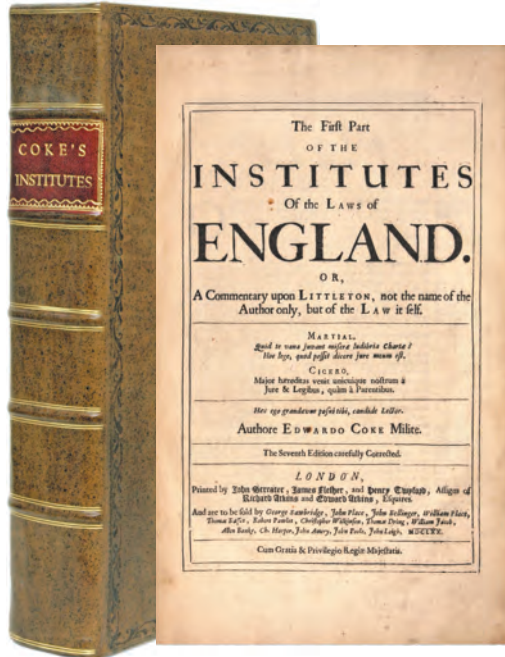 COKE'S
INSTITUTES
The First Part
OF THE
INSTITUTES
Of the LAWS of
ENGLAND.
OR,
A Commentary upon LITTLETON, not the name of the
Author only, but of the LAW it self.
MARTIAL.
Quid te vana juvant miseræ ludibria Chartæ?
Hoc lege, quod possit dicere jure meum est.
CICERO.
Major hæreditas venit unicuique nostrum à
Jure & Legibus, quàm à Parentibus.
Hæc ego grandævus posui tibi, candide Lector.
Authore EDWARDO COKE Milite.
The Seventh Edition carefully Corrected.
LONDON,
Printed by John Streater, James Flesher, and Henry Twyford, Assigns of
Richard Atkins and Edward Atkins, Esquires.
And are to be sold by George Sawbridge, John Place, John Bellinger, William Place,
Thomas Basset, Robert Pawlet, Christopher Wilkinson, Thomas Dring, William Jacob,
Allen Banks, Ch. Harper, John Amery, John Poole, John Leigh, MDCLXX.
Cum Gratia & Privilegio Regiæ Majestatis.